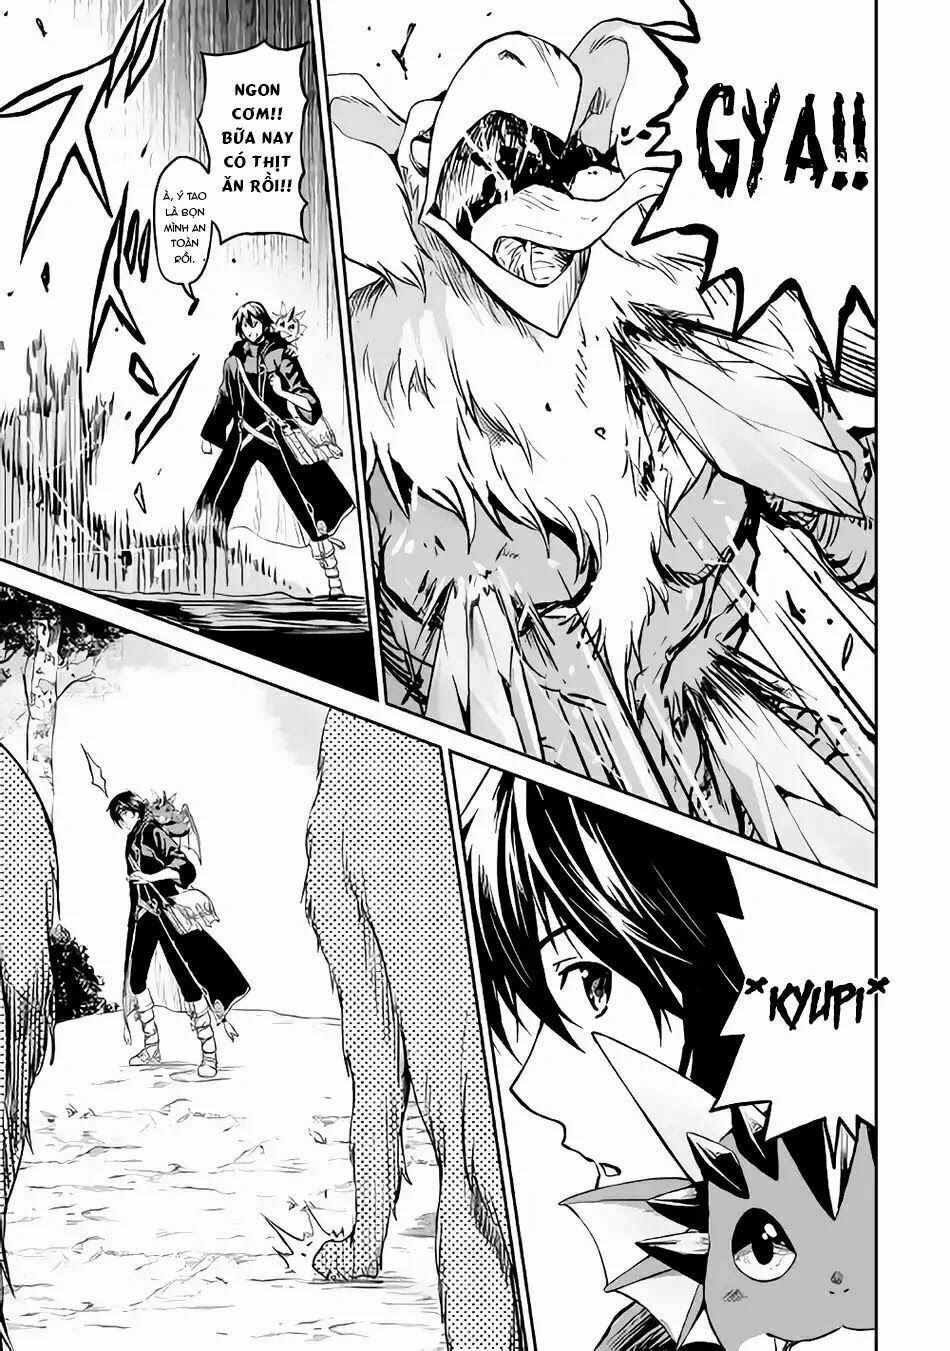 GYA!!
NGON
CƠM!!
BỮA NAY
CÓ THỊT
ĂN RỒI!!
À, Ý TAO
LÀ BỌN
MÌNH AN
TOÀN
RỒI.
*KYUPI*